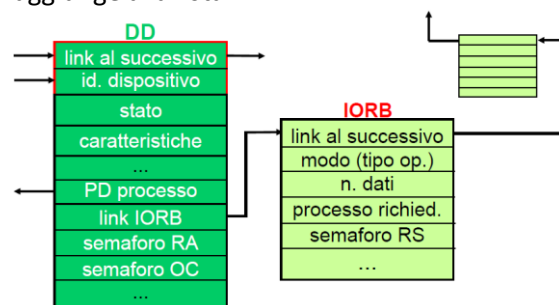 DD
link al successivo
id. dispositivo
stato
caratteristiche
...
PD processo
link IORB
semaforo RA
semaforo OC
...
IORB
link al successivo
modo (tipo op.)
n. dati
processo richied.
semaforo RS
...